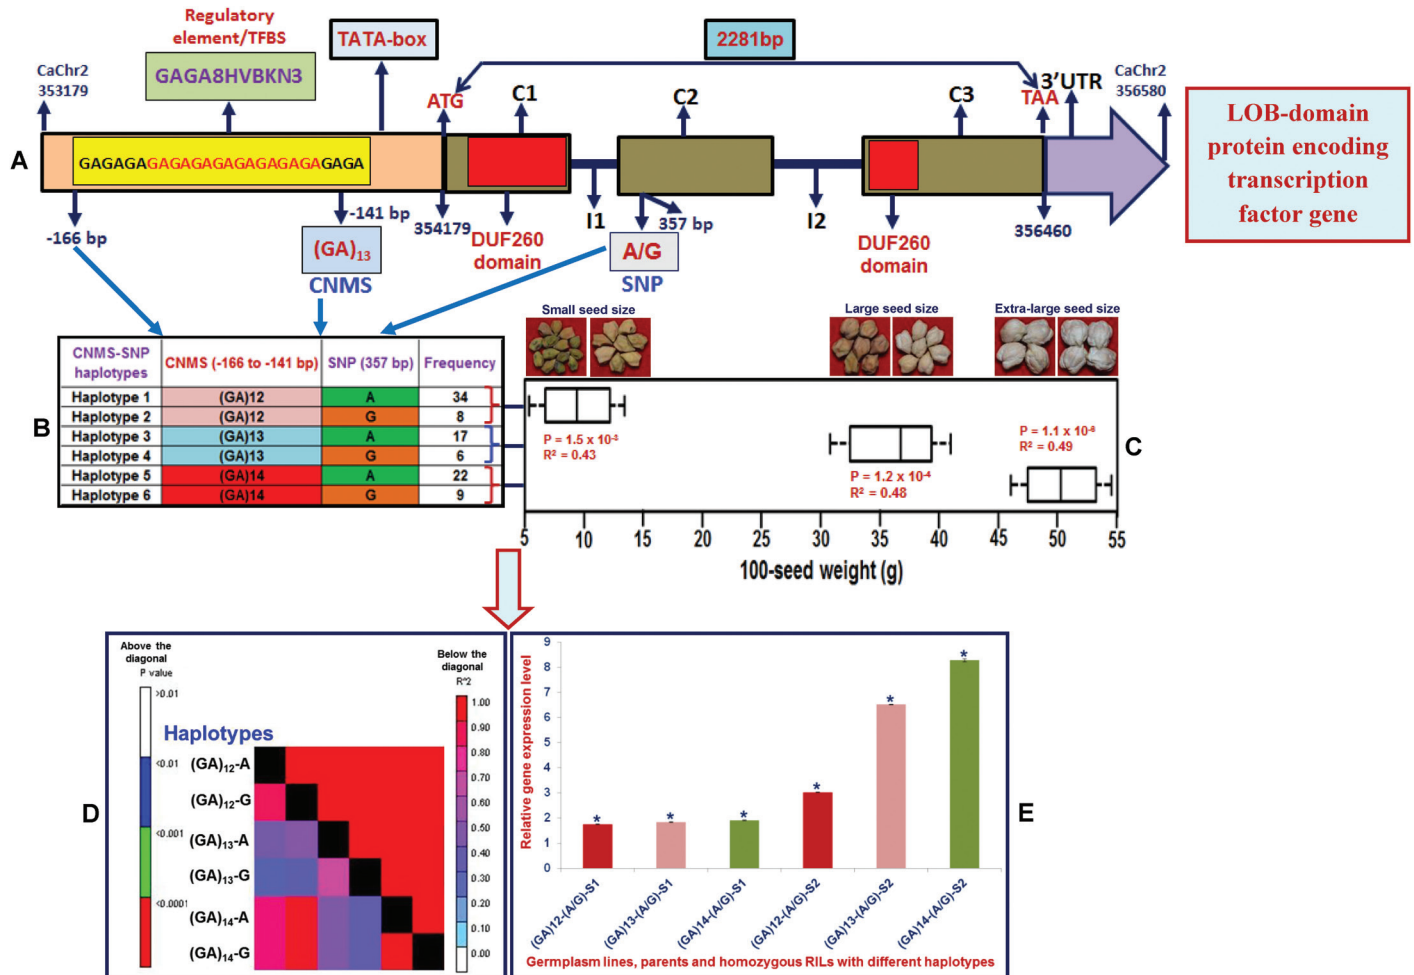 Regulatory
element/TFBS
TATA-box
2281bp
CaChr2
353179
GAGA8HVBKN3
ATG
C1
C2
C3
TAA
3'UTR
CaChr2
356580
LOB-domain
protein encoding
transcription
factor gene
A
GAGAGAGAGAGAGAGAGAGAGAGAGA
-166 bp
-141 bp
354179
I1
357 bp
I2
356460
(GA)13
CNMS
DUF260
domain
A/G
SNP
DUF260
domain
Small seed size
Large seed size
Extra-large seed size
B
CNMS-SNP
haplotypes
CNMS (-166 to -141 bp)
SNP (357 bp)
Frequency
Haplotype 1 (GA)12 A 34
Haplotype 2 (GA)12 G 8
Haplotype 3 (GA)13 A 17
Haplotype 4 (GA)13 G 6
Haplotype 5 (GA)14 A 22
Haplotype 6 (GA)14 G 9
P = 1.5 x 10-5
R2 = 0.43
P = 1.2 x 10-4
R2 = 0.48
P = 1.1 x 10-6
R2 = 0.49
C
5 10 15 20 25 30 35 40 45 50 55
100-seed weight (g)
D
Above the
diagonal
P value
>0.01
<0.01
<0.001
<0.0001
Haplotypes
(GA)12-A
(GA)12-G
(GA)13-A
(GA)13-G
(GA)14-A
(GA)14-G
Below the
diagonal
R^2
1.00
0.90
0.80
0.70
0.60
0.50
0.40
0.30
0.20
0.10
0.00
E
Relative gene expression level
9
8
7
6
5
4
3
2
1
0
* * * * * *
(GA)12-(A/G)-S1
(GA)13-(A/G)-S1
(GA)14-(A/G)-S1
(GA)12-(A/G)-S2
(GA)13-(A/G)-S2
(GA)14-(A/G)-S2
Germplasm lines, parents and homozygous RILs with different haplotypes